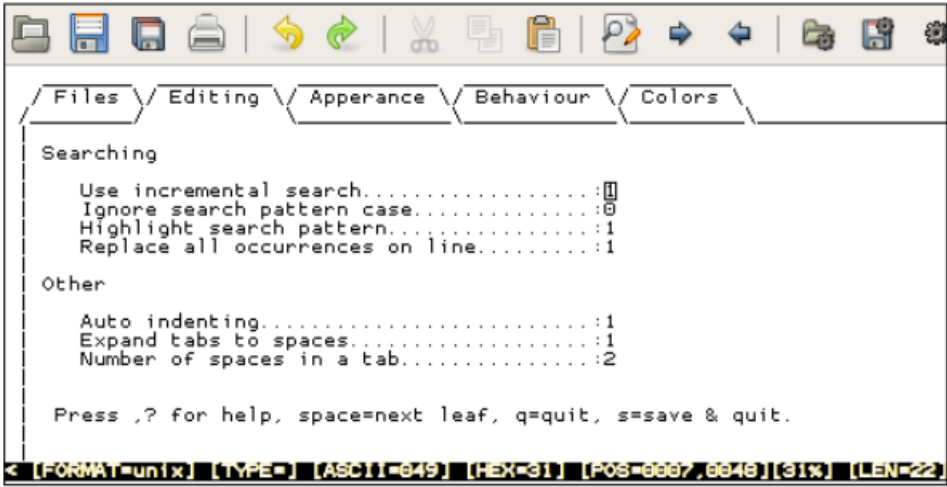 / Files \/ Editing \/ Apperance \/ Behaviour \/ Colors \
Searching
Use incremental search..................:1
Ignore search pattern case..............:0
Highlight search pattern................:1
Replace all occurrences on line.........:1
Other
Auto indenting..........................:1
Expand tabs to spaces...................:1
Number of spaces in a tab...............:2
Press ,? for help, space=next leaf, q=quit, s=save & quit.
< [FORMAT=unix] [TYPE=] [ASCII=049] [HEX=31] [POS=0007,0048][31%] [LEN=22]